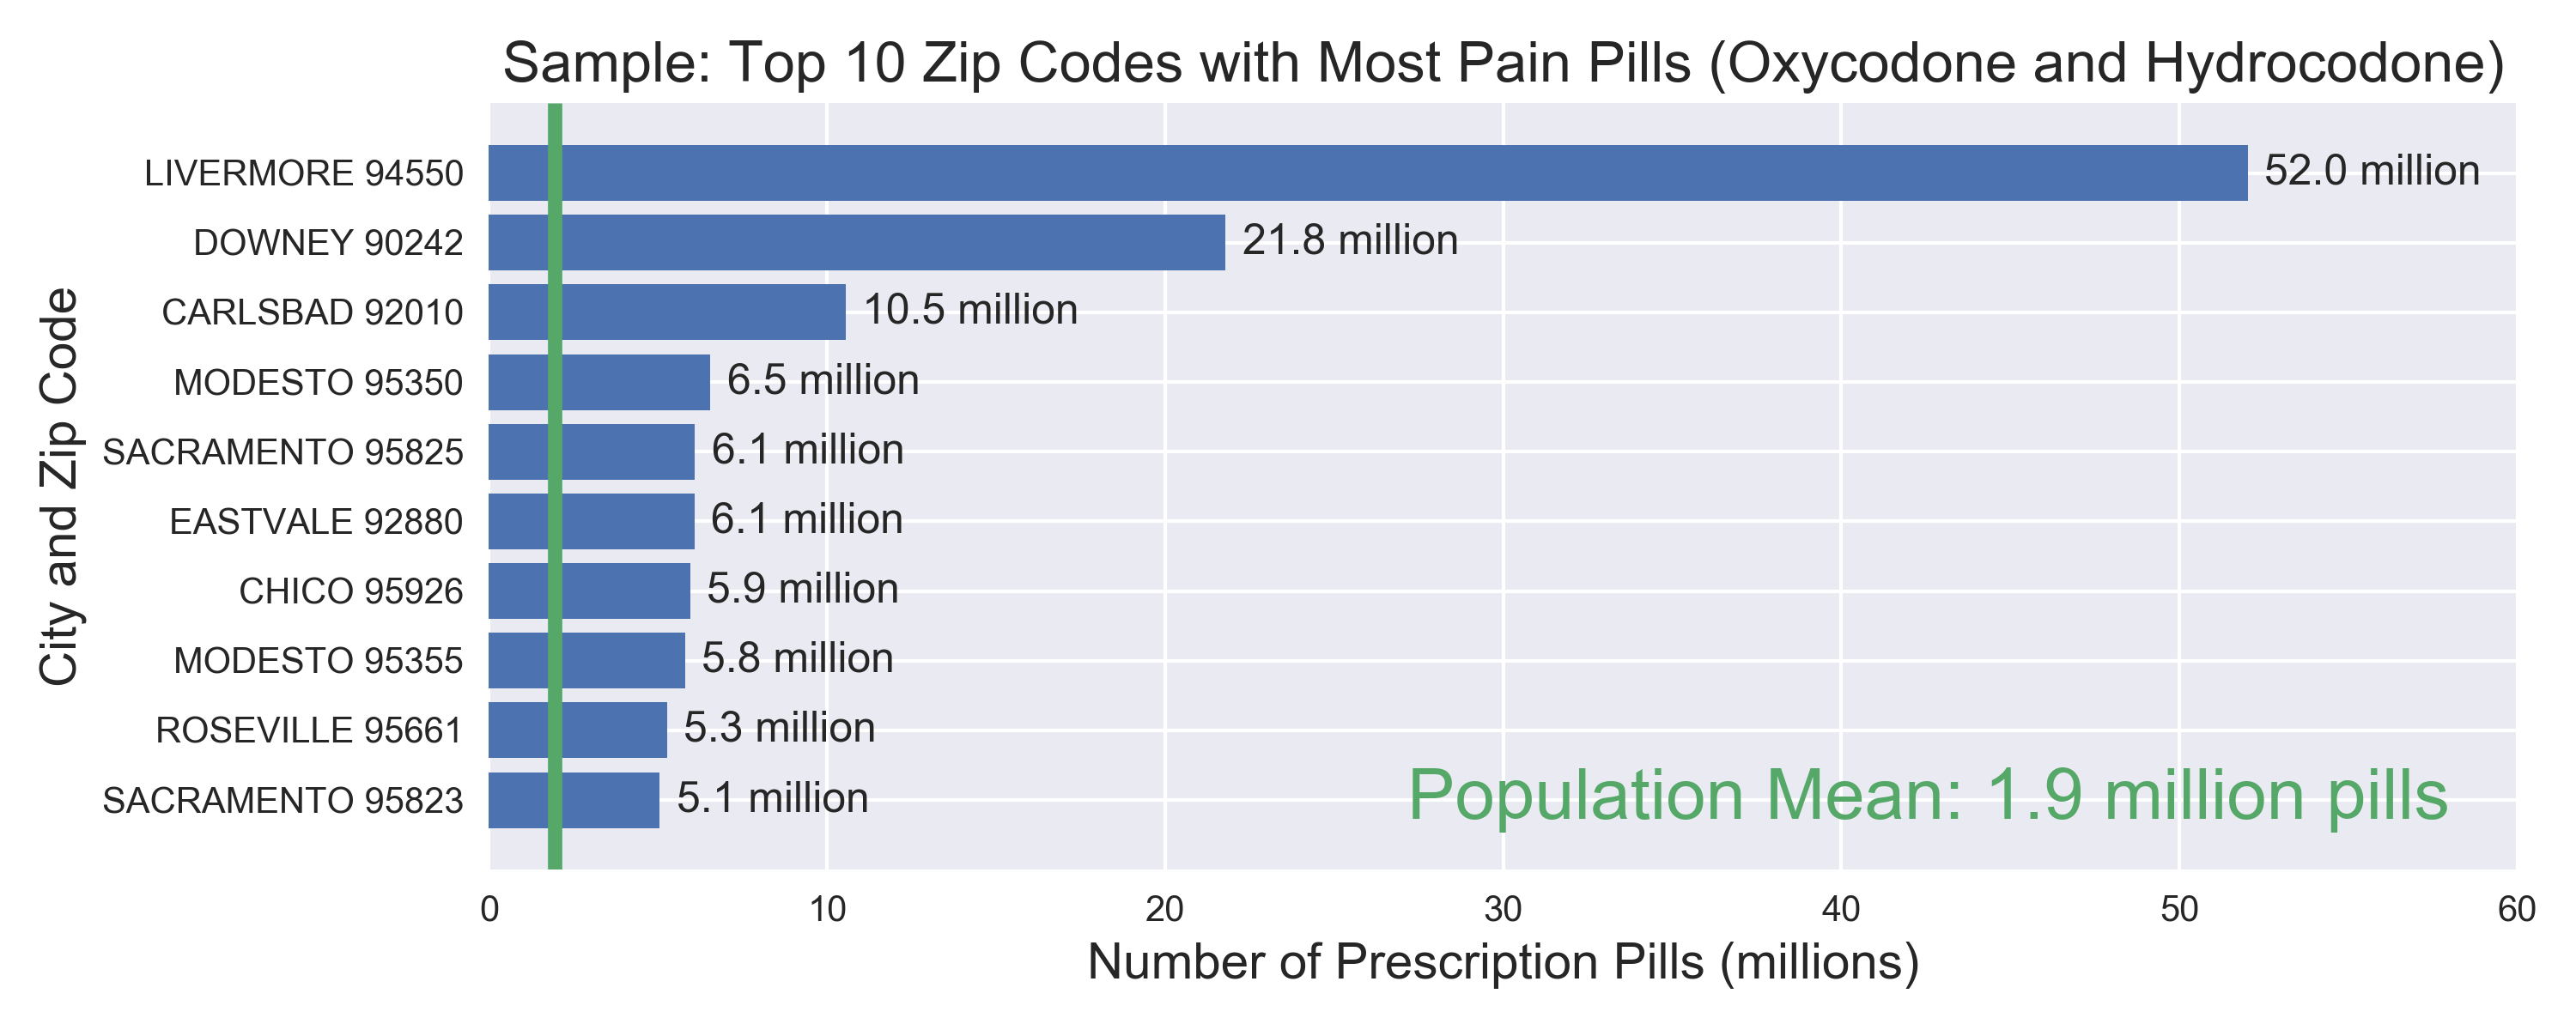 Sample: Top 10 Zip Codes with Most Pain Pills (Oxycodone and Hydrocodone)
City and Zip Code
LIVERMORE 94550 52.0 million
DOWNEY 90242 21.8 million
CARLSBAD 92010 10.5 million
MODESTO 95350 6.5 million
SACRAMENTO 95825 6.1 million
EASTVALE 92880 6.1 million
CHICO 95926 5.9 million
MODESTO 95355 5.8 million
ROSEVILLE 95661 5.3 million
SACRAMENTO 95823 5.1 million
Population Mean: 1.9 million pills
0 10 20 30 40 50 60
Number of Prescription Pills (millions)